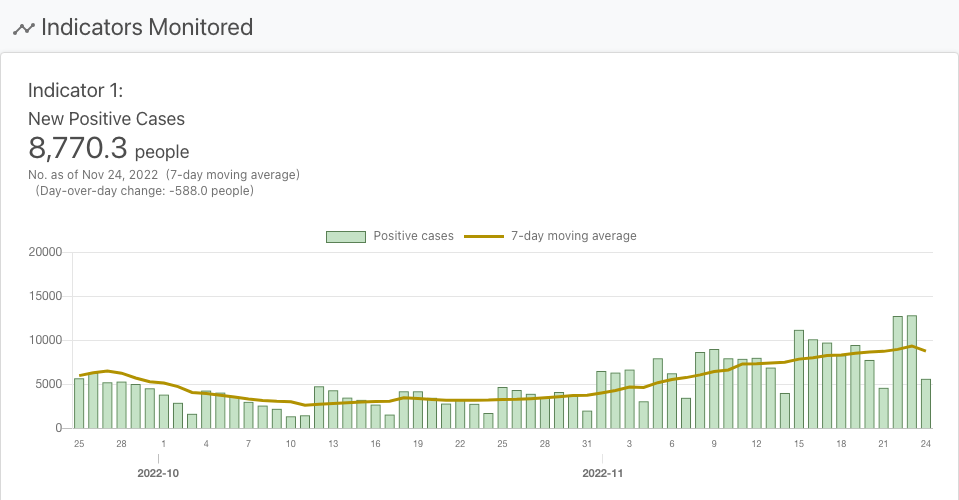 Indicators Monitored
Indicator 1:
New Positive Cases
8,770.3 people
No. as of Nov 24, 2022 (7-day moving average)
(Day-over-day change: -588.0 people)
Positive cases 7-day moving average
20000
15000
10000
5000
0
25 28 1 4 7 10 13 16 19 22 25 28 31 3 6 9 12 15 18 21 24
2022-10 2022-11